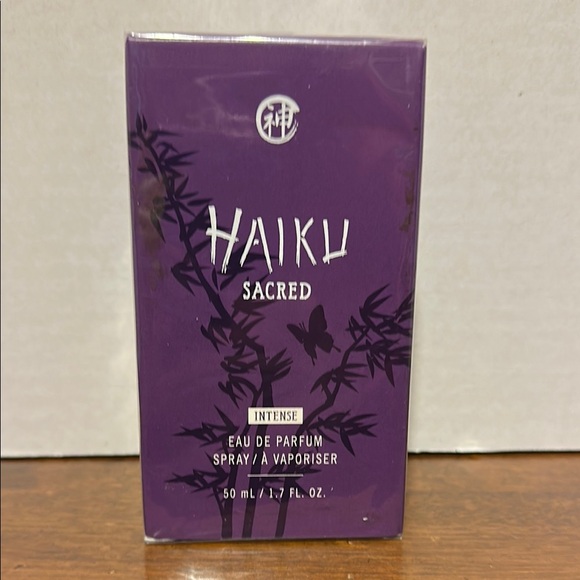 神
HAIKU
SACRED
INTENSE
EAU DE PARFUM
SPRAY / À VAPORISER
50 mL / 1.7 FL. OZ.